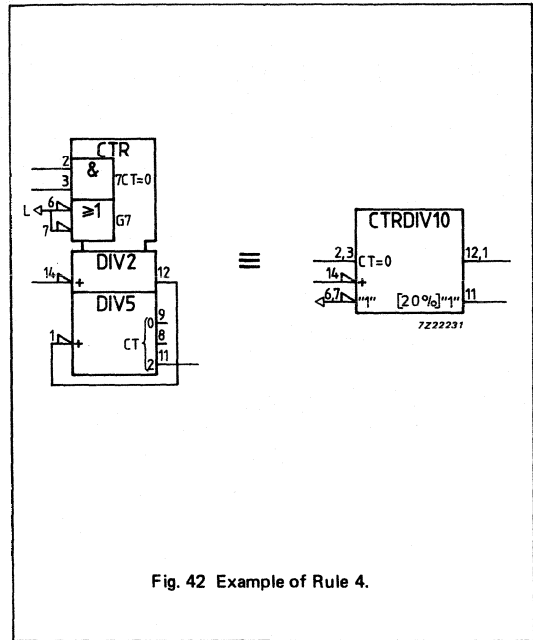 CTR
2
&
3
7CT=0
L
6
≥1
G7
7
DIV2
14
+
12
DIV5
0
9
1
+
CT
8
2
11
≡
CTRDIV10
2,3
CT=0
12,1
14
+
6,7
"1"
[20%]"1"
11
7Z22231
Fig. 42 Example of Rule 4.